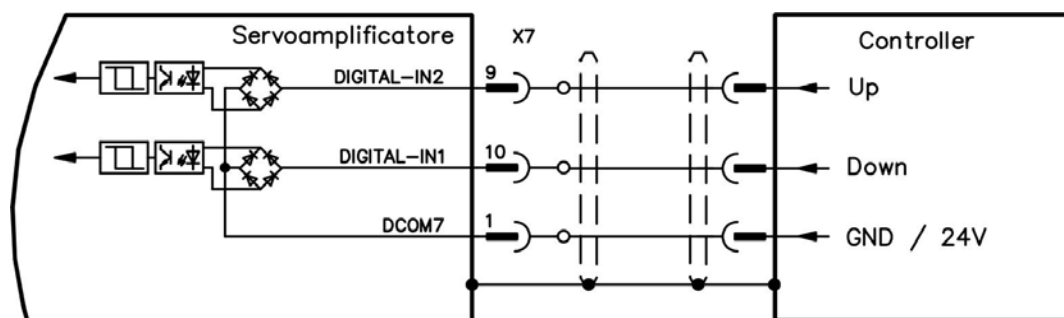 Servoamplificatore
X7
Controller
DIGITAL-IN2
9
Up
DIGITAL-IN1
10
Down
DCOM7
1
GND / 24V